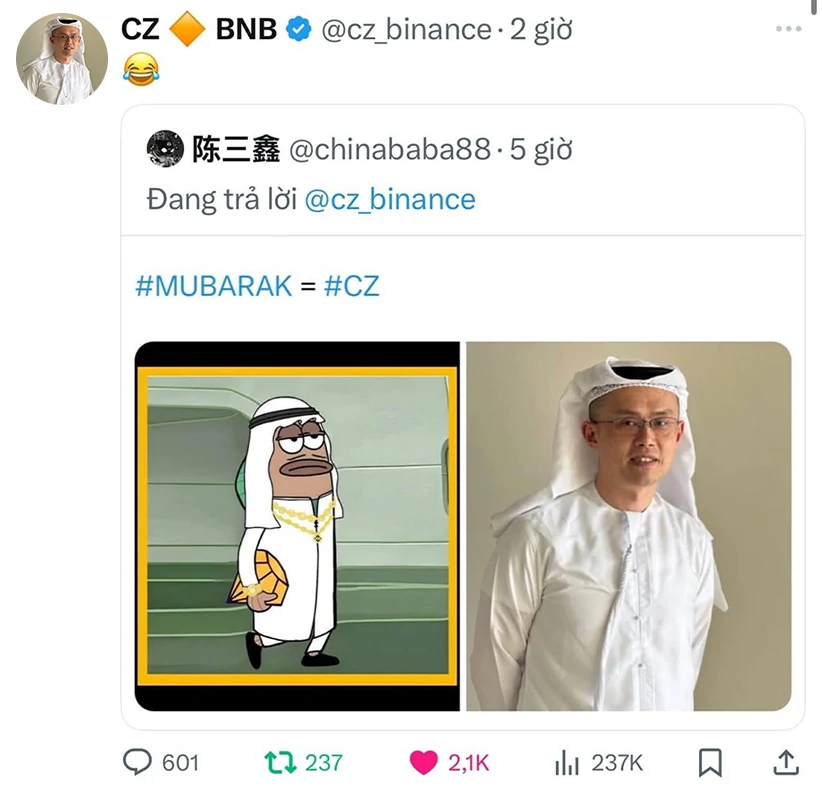 CZ 🔶 BNB @cz_binance · 2 giờ
😂
陈三鑫 @chinababa88 · 5 giờ
Đang trả lời @cz_binance
#MUBARAK = #CZ
601 237 2,1K 237K